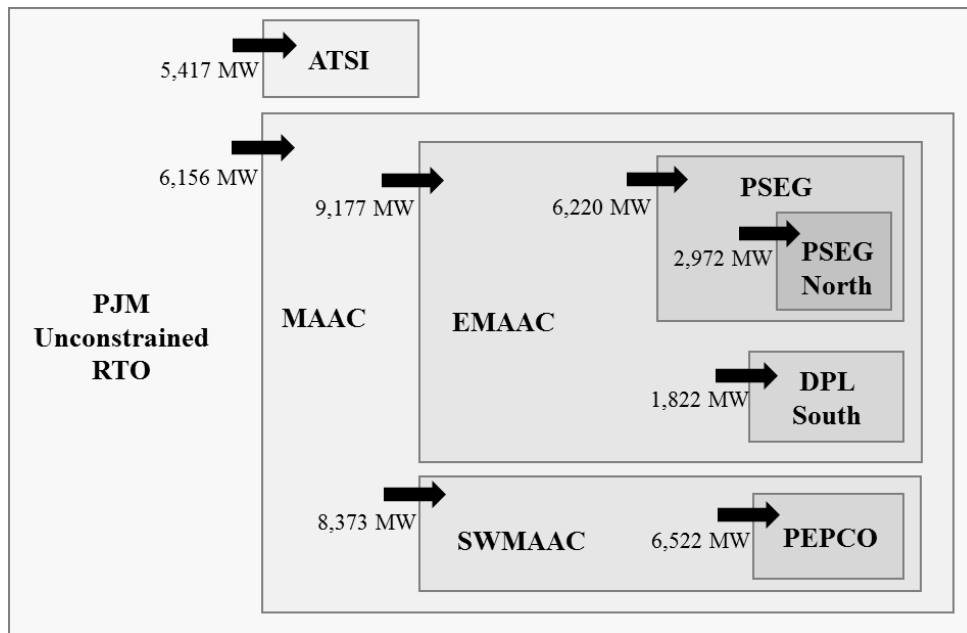 ATSI
5,417 MW
6,156 MW
9,177 MW
6,220 MW
PSEG
2,972 MW
PSEG
North
PJM
Unconstrained
RTO
MAAC
EMAAC
1,822 MW
DPL
South
8,373 MW
SWMAAC
6,522 MW
PEPCO